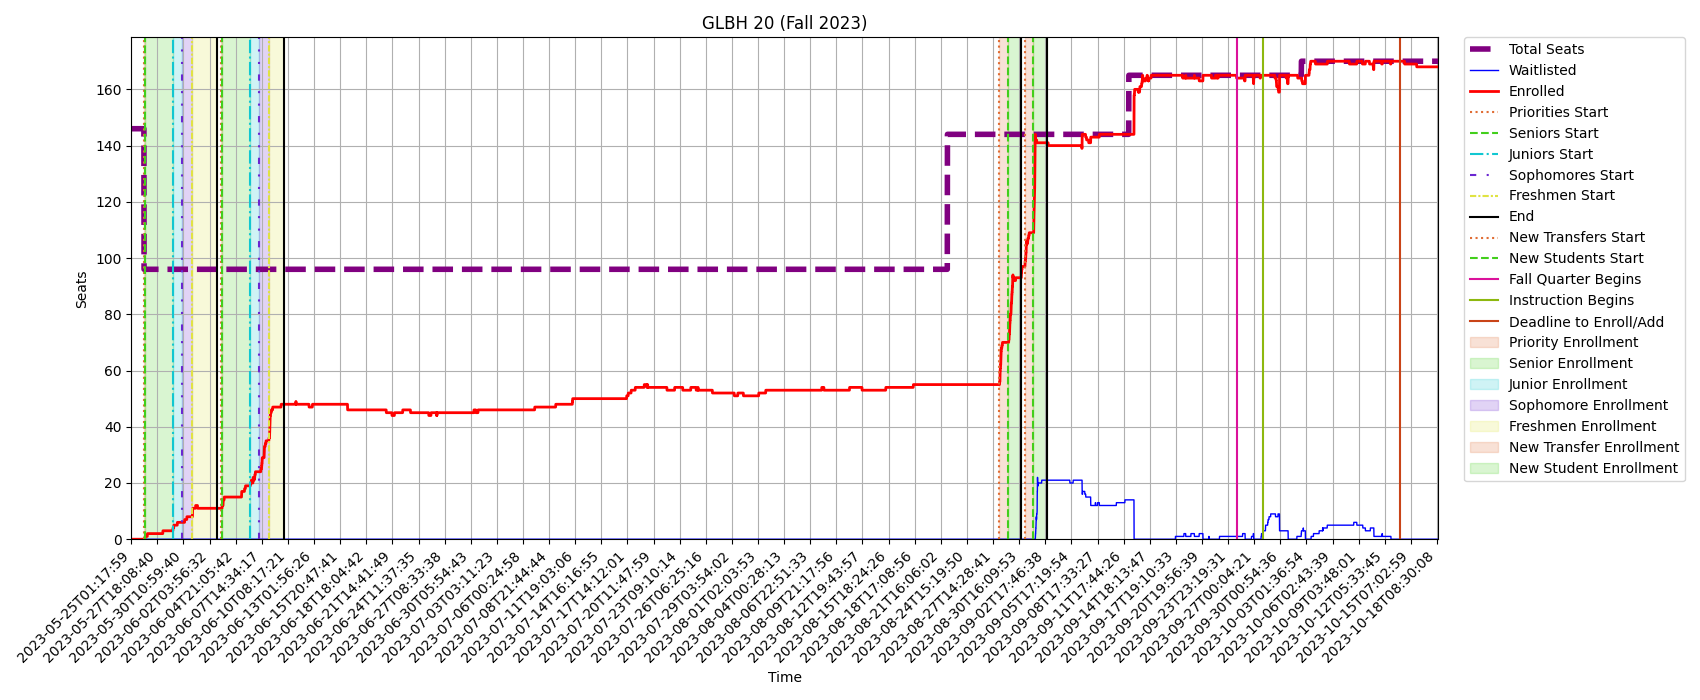 GLBH 20 (Fall 2023)
Seats
160
140
120
100
80
60
40
20
0
2023-05-25T01:17:59
2023-05-27T18:08:40
2023-05-30T10:59:40
2023-06-02T03:56:32
2023-06-04T21:05:42
2023-06-07T14:34:17
2023-06-10T08:17:21
2023-06-13T01:56:26
2023-06-15T20:47:41
2023-06-18T18:04:42
2023-06-21T14:41:49
2023-06-24T11:37:35
2023-06-27T08:33:38
2023-06-30T05:54:43
2023-07-03T03:11:23
2023-07-06T00:24:58
2023-07-08T21:44:44
2023-07-11T19:03:06
2023-07-14T16:16:55
2023-07-17T14:12:01
2023-07-20T11:47:59
2023-07-23T09:10:14
2023-07-26T06:25:16
2023-07-29T03:54:02
2023-08-01T02:03:53
2023-08-04T00:28:13
2023-08-06T22:51:33
2023-08-09T21:17:56
2023-08-12T19:43:57
2023-08-15T18:24:26
2023-08-18T17:08:56
2023-08-21T16:06:02
2023-08-24T15:19:50
2023-08-27T14:28:41
2023-08-30T16:09:53
2023-09-02T17:46:38
2023-09-05T17:19:54
2023-09-08T17:33:27
2023-09-11T17:44:26
2023-09-14T18:13:47
2023-09-17T19:10:33
2023-09-20T19:56:39
2023-09-23T23:19:31
2023-09-27T00:04:21
2023-09-30T00:54:36
2023-10-03T01:36:54
2023-10-06T02:43:39
2023-10-09T03:48:01
2023-10-12T05:33:45
2023-10-15T07:02:59
2023-10-18T08:30:08
Time
Total Seats
Waitlisted
Enrolled
Priorities Start
Seniors Start
Juniors Start
Sophomores Start
Freshmen Start
End
New Transfers Start
New Students Start
Fall Quarter Begins
Instruction Begins
Deadline to Enroll/Add
Priority Enrollment
Senior Enrollment
Junior Enrollment
Sophomore Enrollment
Freshmen Enrollment
New Transfer Enrollment
New Student Enrollment